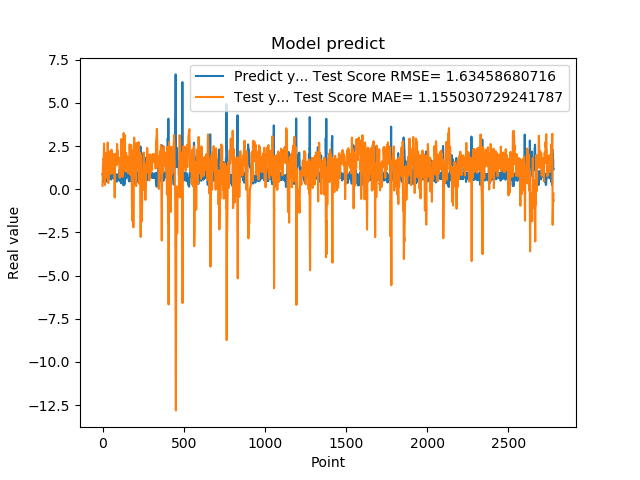 Model predict
Predict y... Test Score RMSE= 1.63458680716
Test y... Test Score MAE= 1.155030729241787
7.5
5.0
2.5
0.0
−2.5
−5.0
−7.5
−10.0
−12.5
Real value
0 500 1000 1500 2000 2500
Point